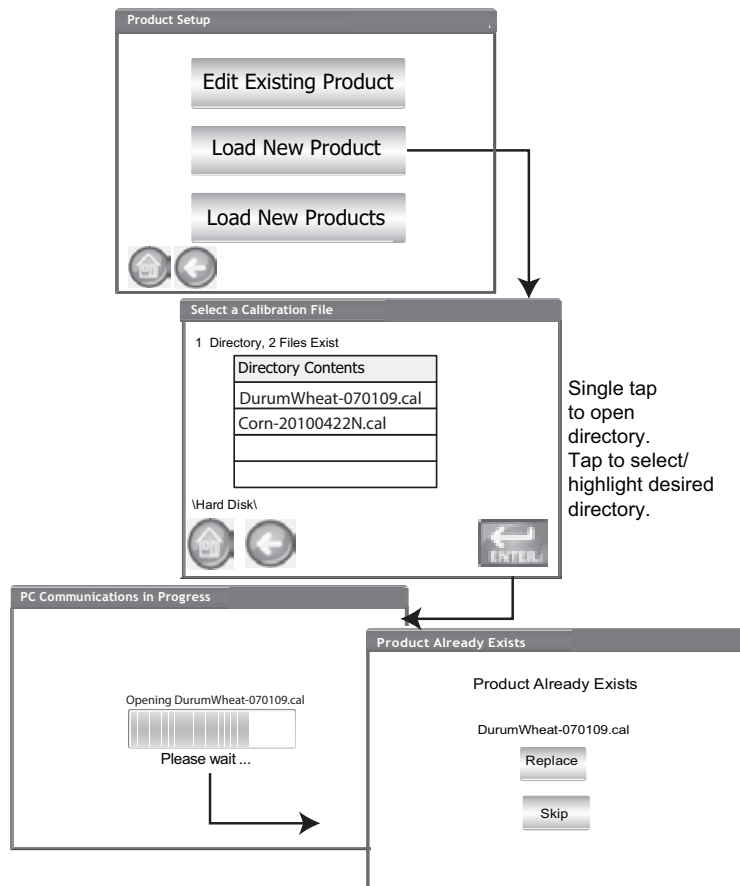 Product Setup
Edit Existing Product
Load New Product
Load New Products
Select a Calibration File
1 Directory, 2 Files Exist
Directory Contents
DurumWheat-070109.cal
Corn-20100422N.cal
\Hard Disk\
ENTER
Single tap
to open
directory.
Tap to select/
highlight desired
directory.
PC Communications in Progress
Opening DurumWheat-070109.cal
Please wait ...
Product Already Exists
Product Already Exists
DurumWheat-070109.cal
Replace
Skip